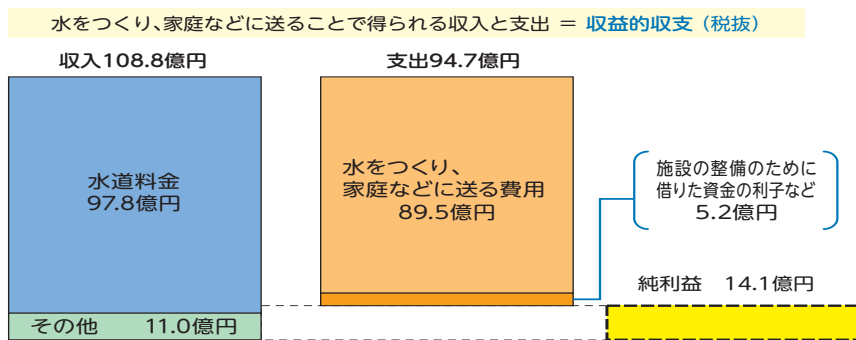 水をつくり、家庭などに送ることで得られる収入と支出 = 収益的収支（税抜）
収入108.8億円
支出94.7億円
水道料金
97.8億円
その他 11.0億円
水をつくり、
家庭などに送る費用
89.5億円
施設の整備のために
借りた資金の利子など
5.2億円
純利益 14.1億円